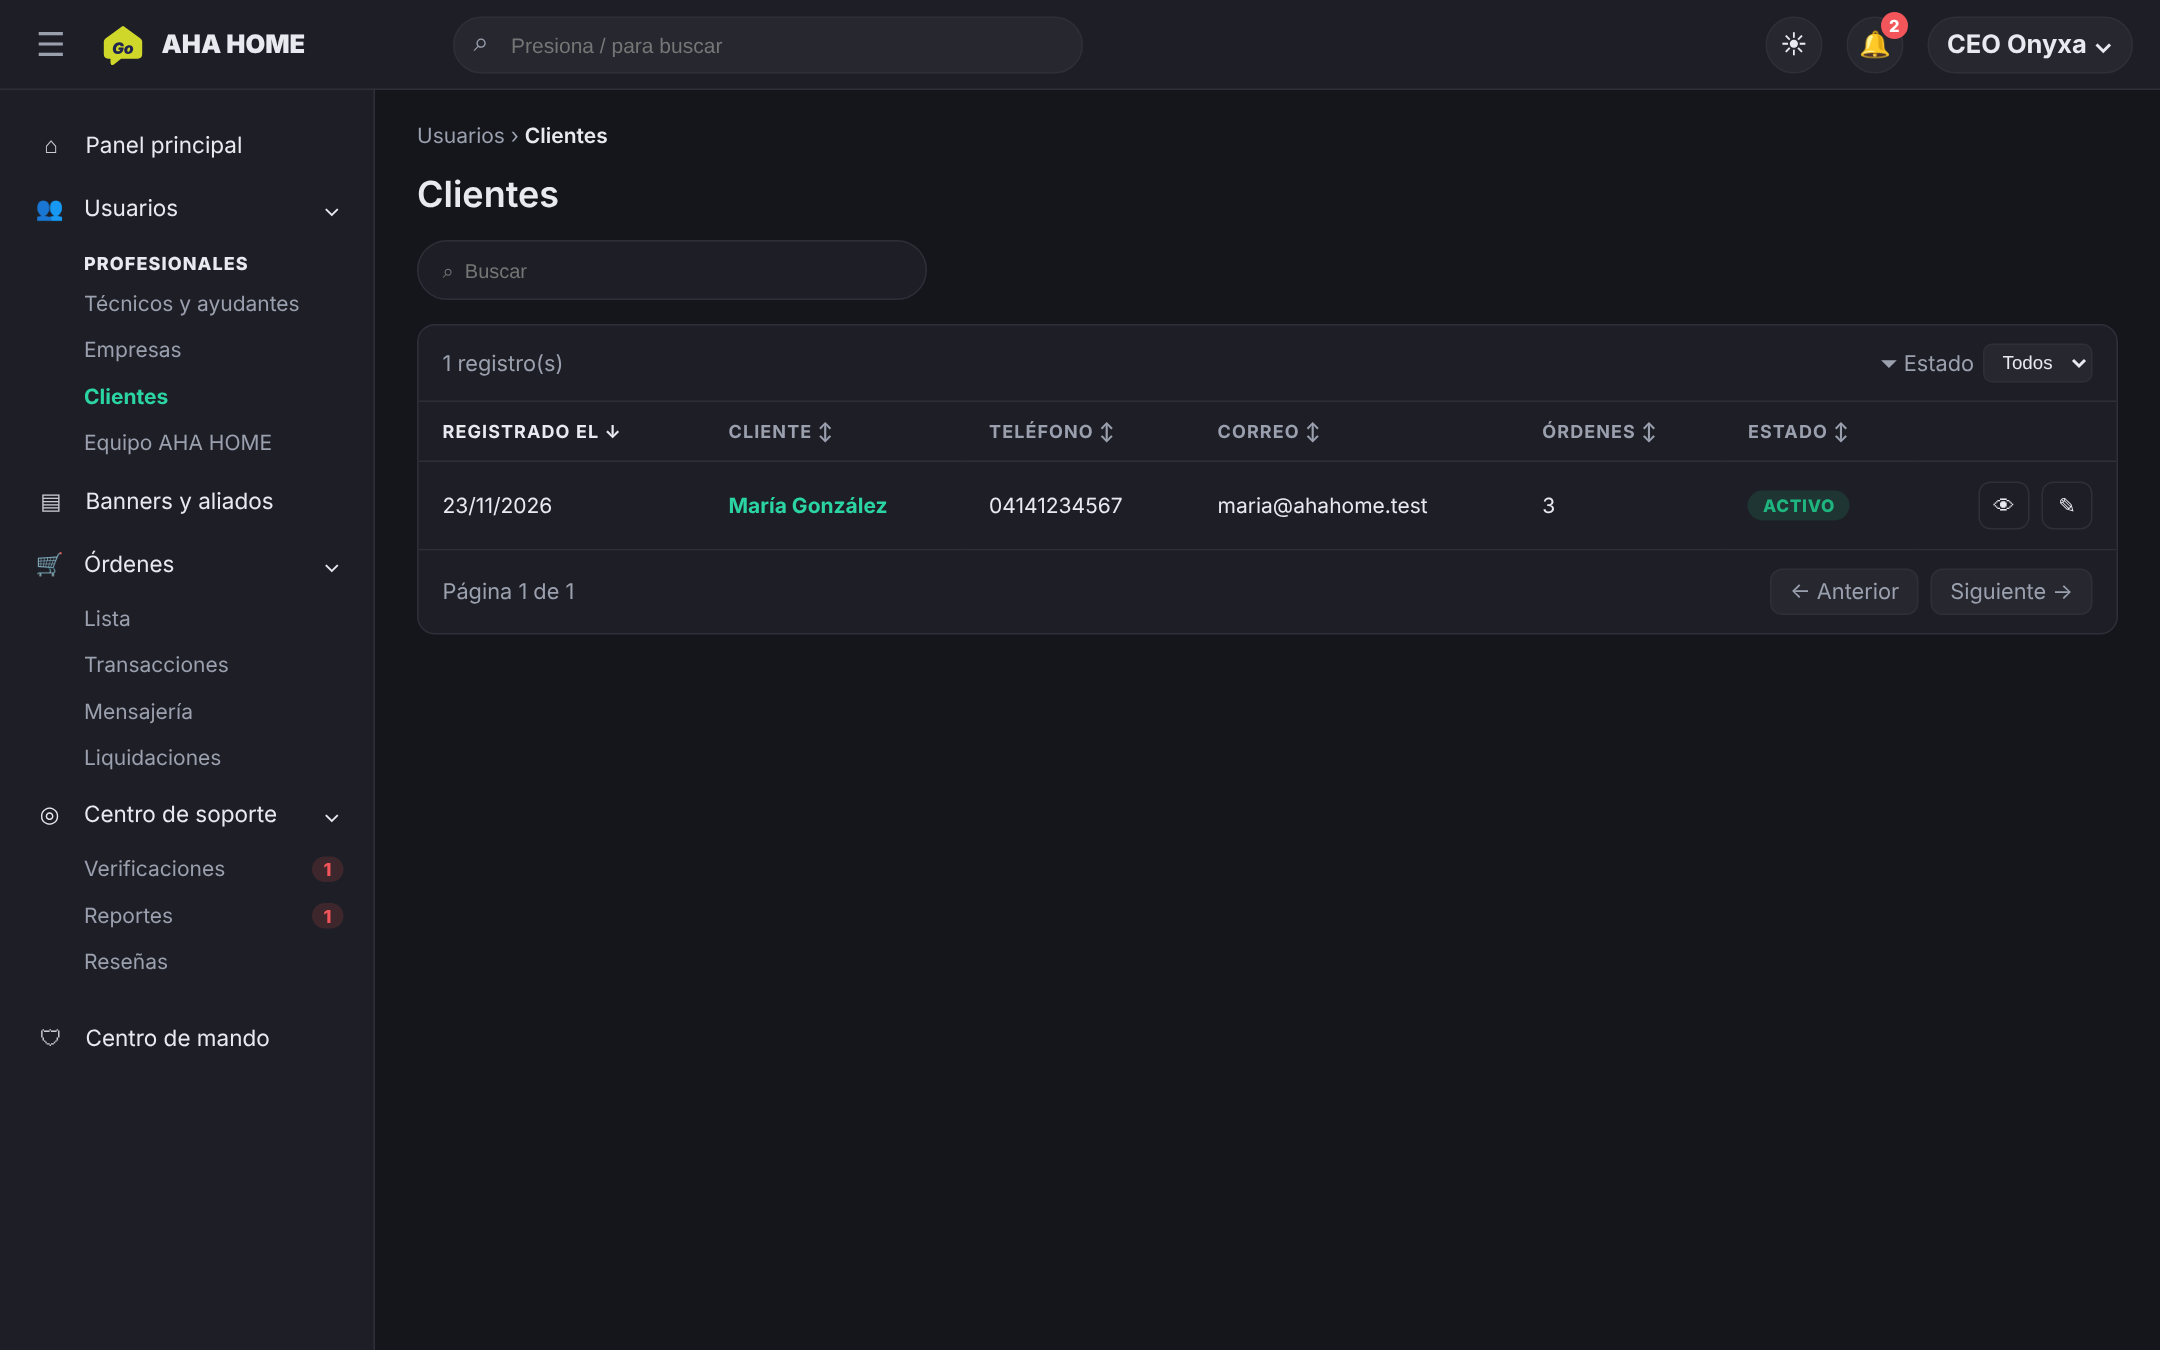 Go AHA HOME
Presiona / para buscar
2
CEO Onyxa
Panel principal
Usuarios
PROFESIONALES
Técnicos y ayudantes
Empresas
Clientes
Equipo AHA HOME
Banners y aliados
Órdenes
Lista
Transacciones
Mensajería
Liquidaciones
Centro de soporte
Verificaciones 1
Reportes 1
Reseñas
Centro de mando
Usuarios › Clientes
Clientes
Buscar
1 registro(s)
Estado Todos
REGISTRADO EL ↓ CLIENTE ↕ TELÉFONO ↕ CORREO ↕ ÓRDENES ↕ ESTADO ↕
23/11/2026 María González 04141234567 maria@ahahome.test 3 ACTIVO
Página 1 de 1
← Anterior Siguiente →